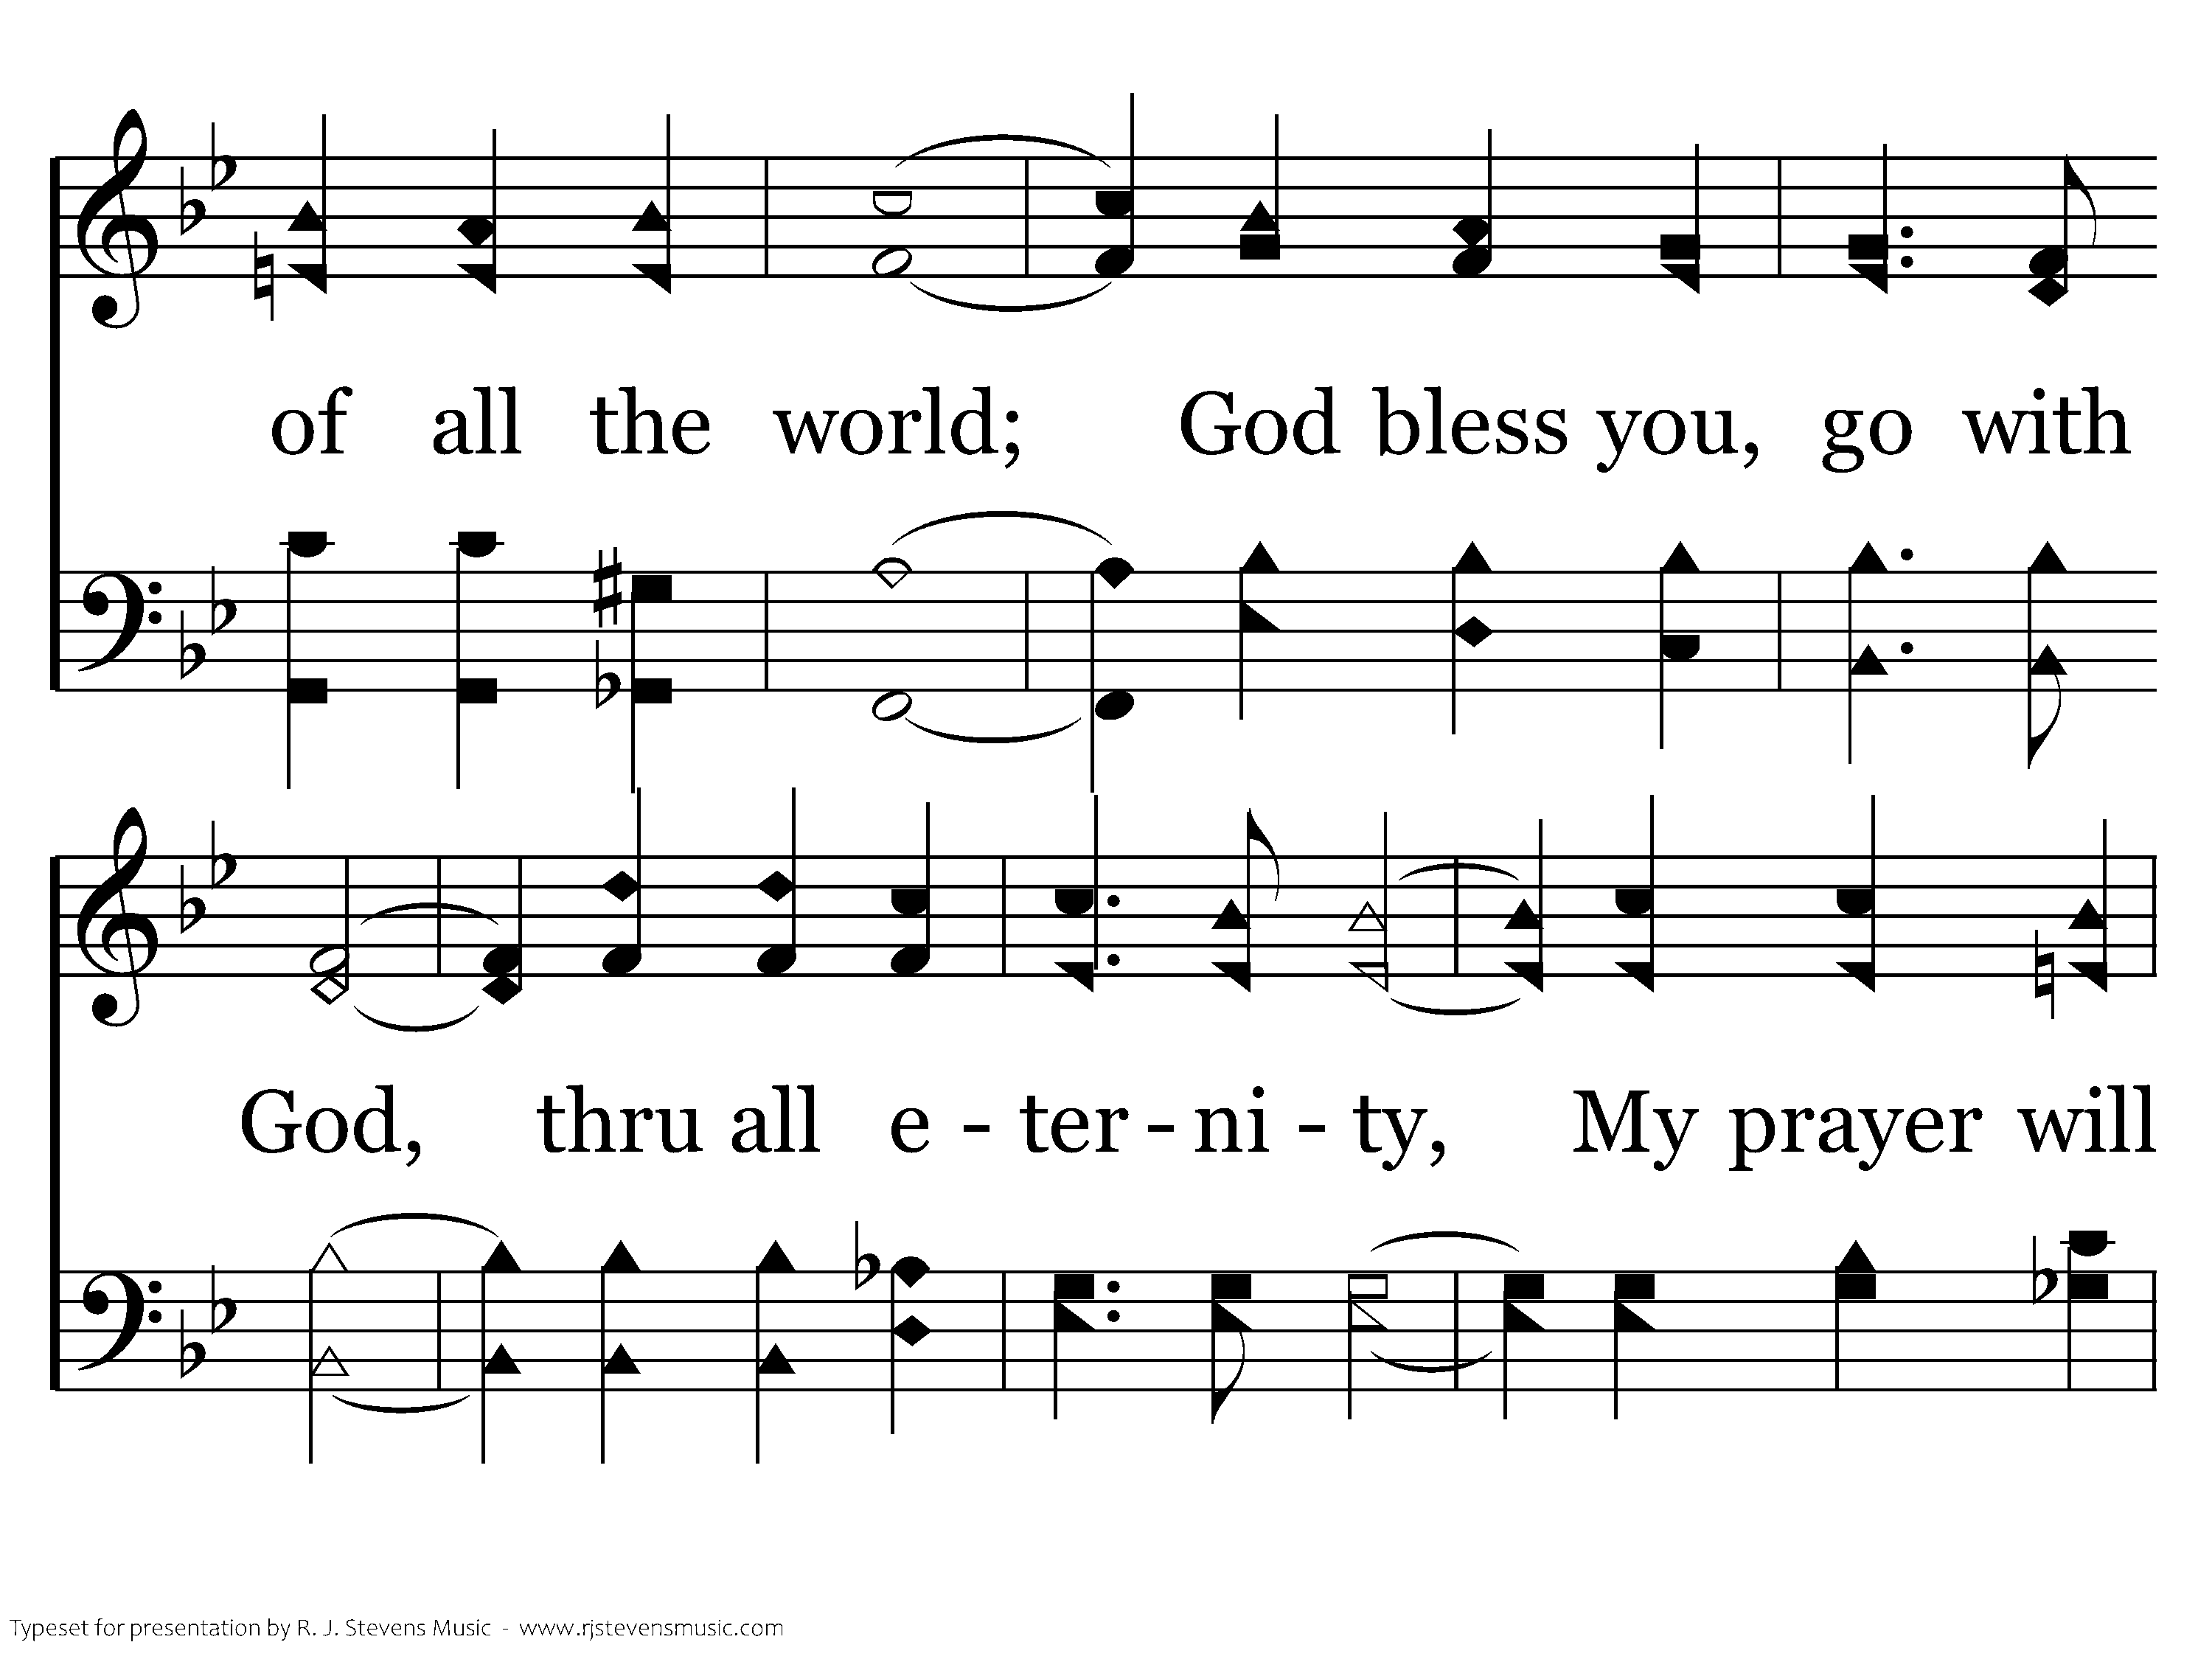 of all the world; God bless you, go with
God, thru all e - ter - ni - ty, My prayer will
Typeset for presentation by R. J. Stevens Music - www.rjstevensmusic.com